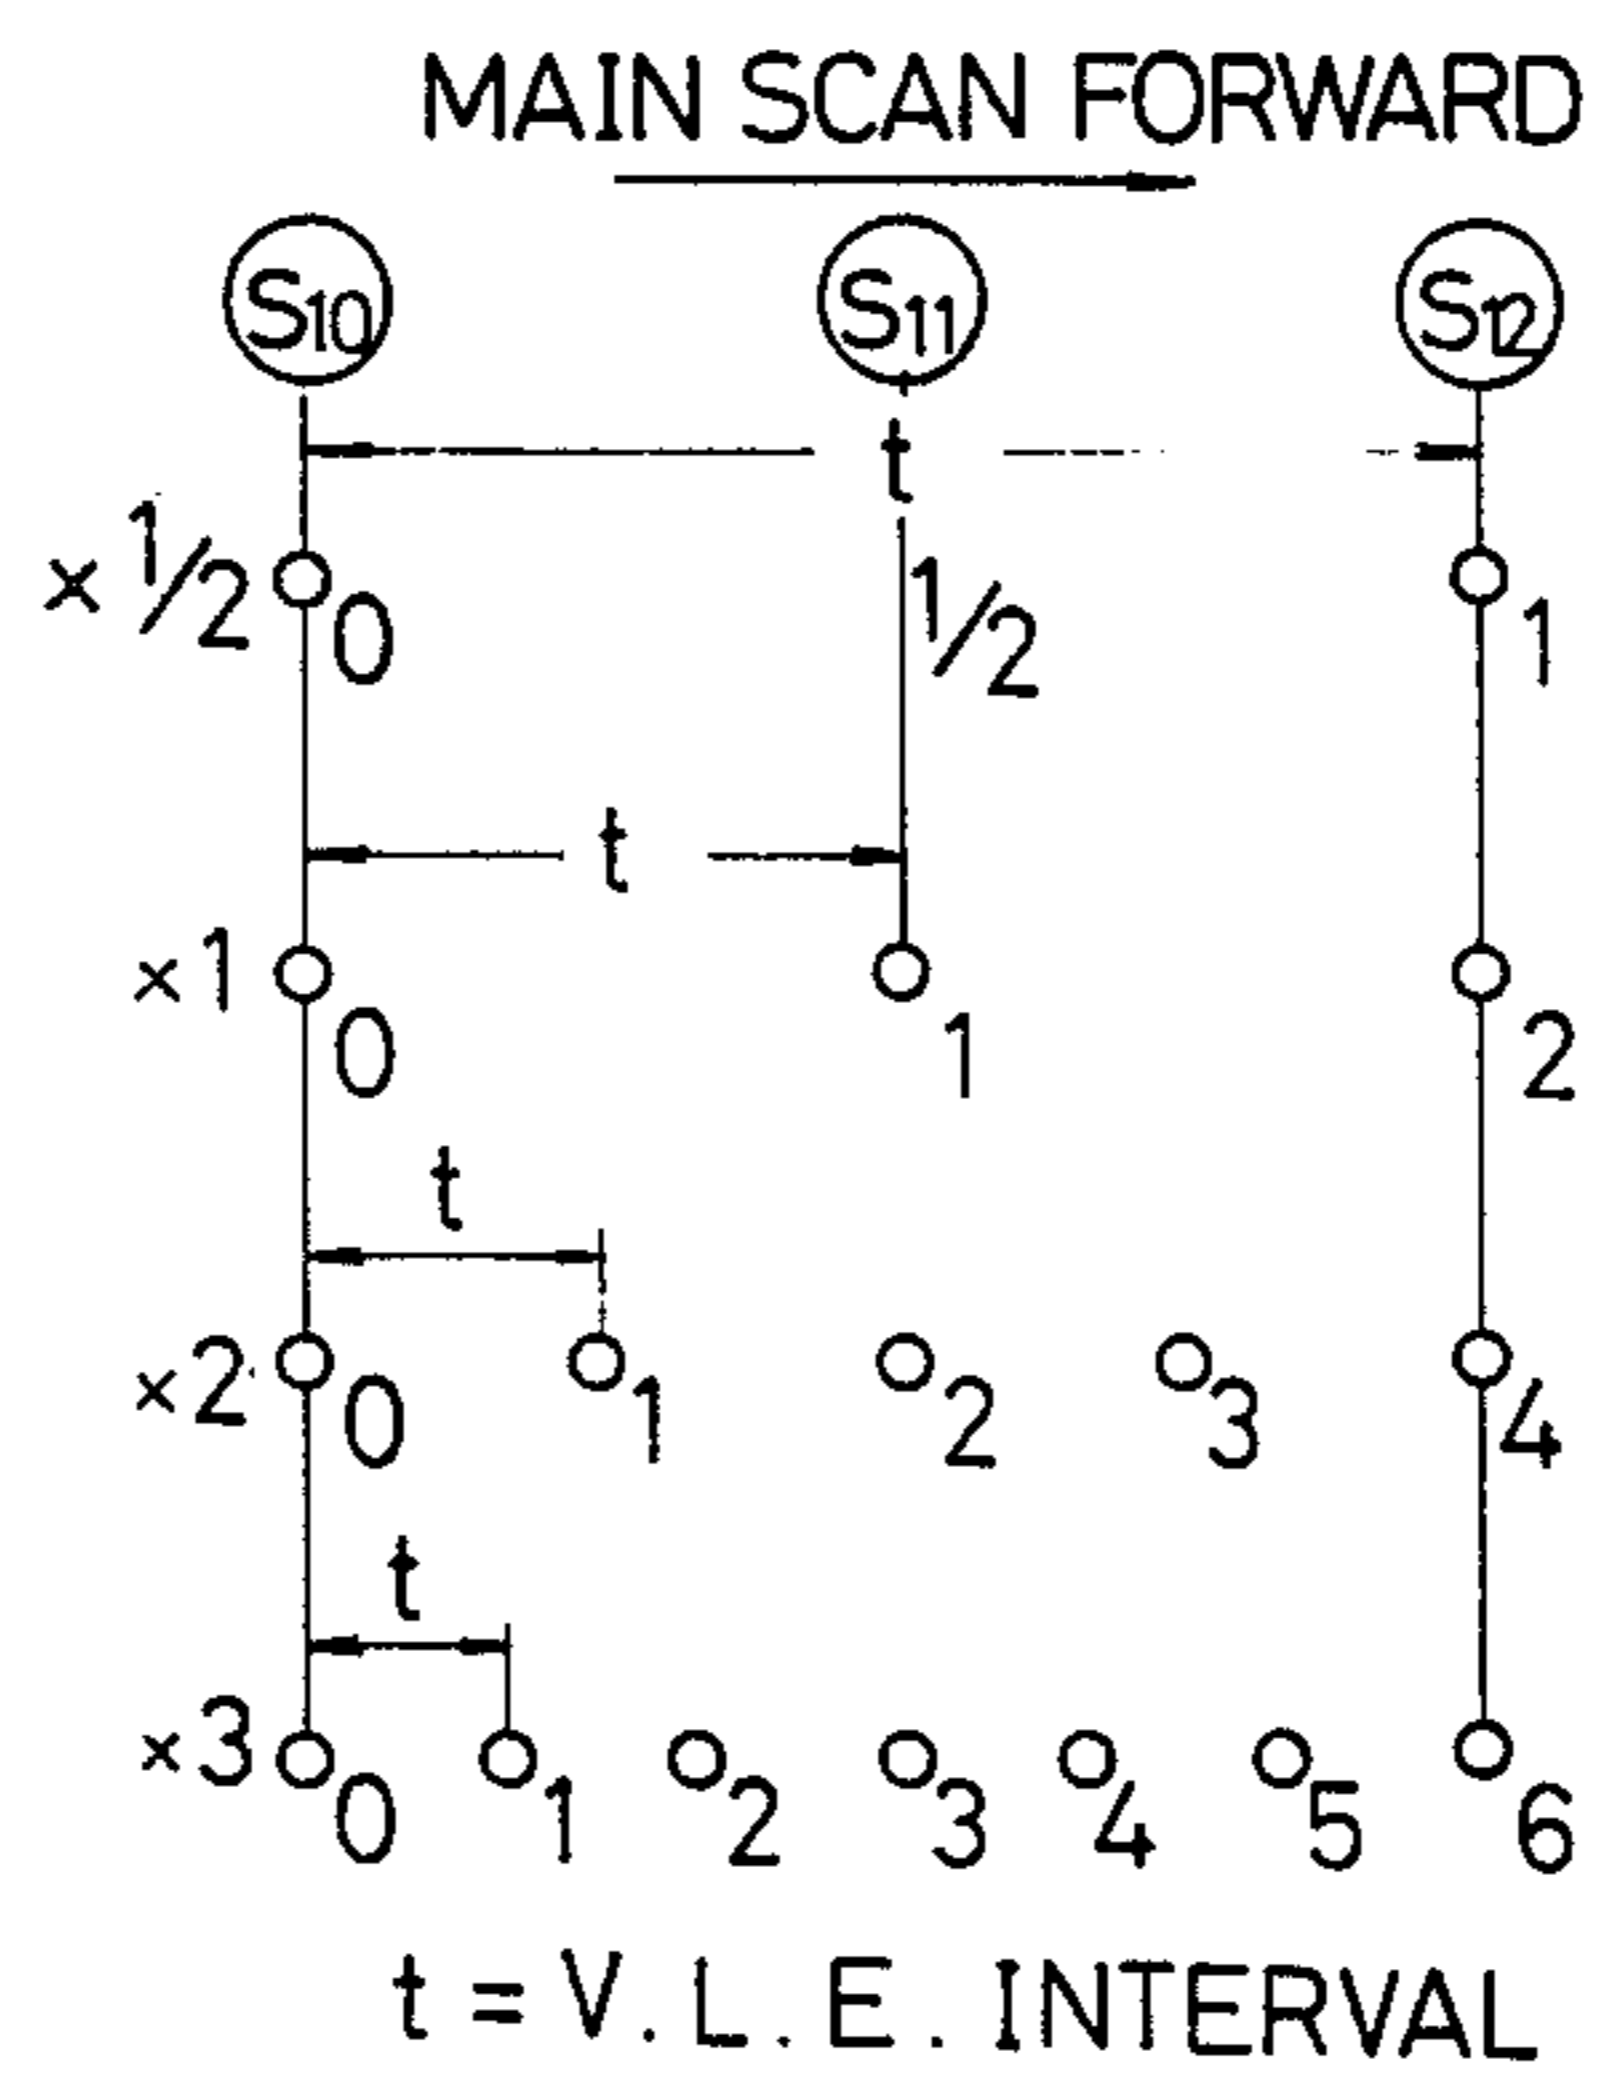 MAIN SCAN FORWARD
S10 S11 S12
t
× 1/2 0 1/2 1
t
×1 0 1 2
t
×2 0 1 2 3 4
t
×3 0 1 2 3 4 5 6
t = V. L. E. INTERVAL